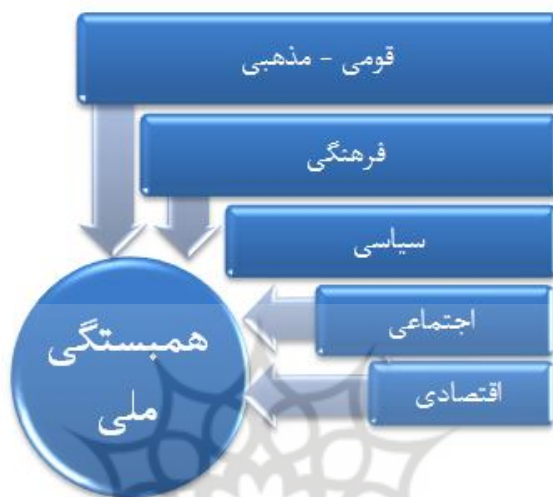 قومی - مذهبی
فرهنگی
سیاسی
اجتماعی
اقتصادی
همبستگی
ملی